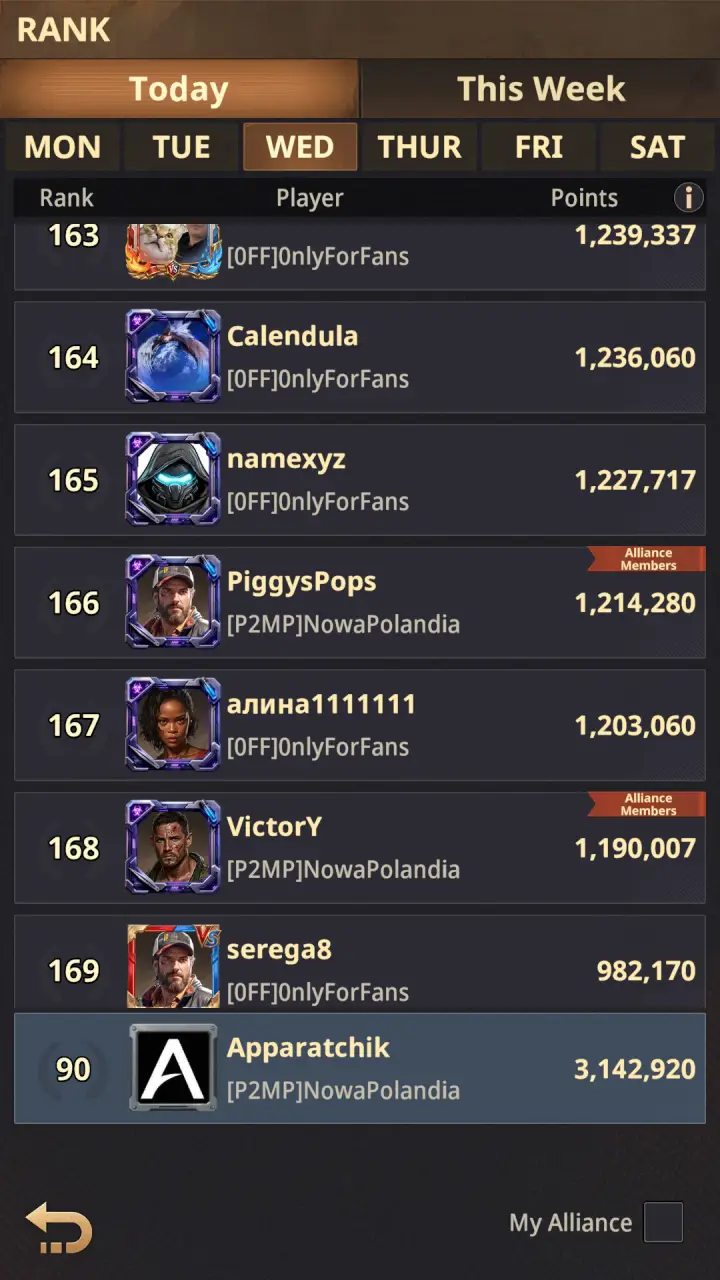 RANK
Today
This Week
MON
TUE
WED
THUR
FRI
SAT
Rank
Player
Points
163
[0FF]0nlyForFans
1,239,337
164
Calendula
[0FF]0nlyForFans
1,236,060
165
namexyz
[0FF]0nlyForFans
1,227,717
166
PiggysPops
[P2MP]NowaPolandia
Alliance
Members
1,214,280
167
алина1111111
[0FF]0nlyForFans
1,203,060
168
VictorY
[P2MP]NowaPolandia
Alliance
Members
1,190,007
169
VS
serega8
[0FF]0nlyForFans
982,170
90
A
Apparatchik
[P2MP]NowaPolandia
3,142,920
My Alliance